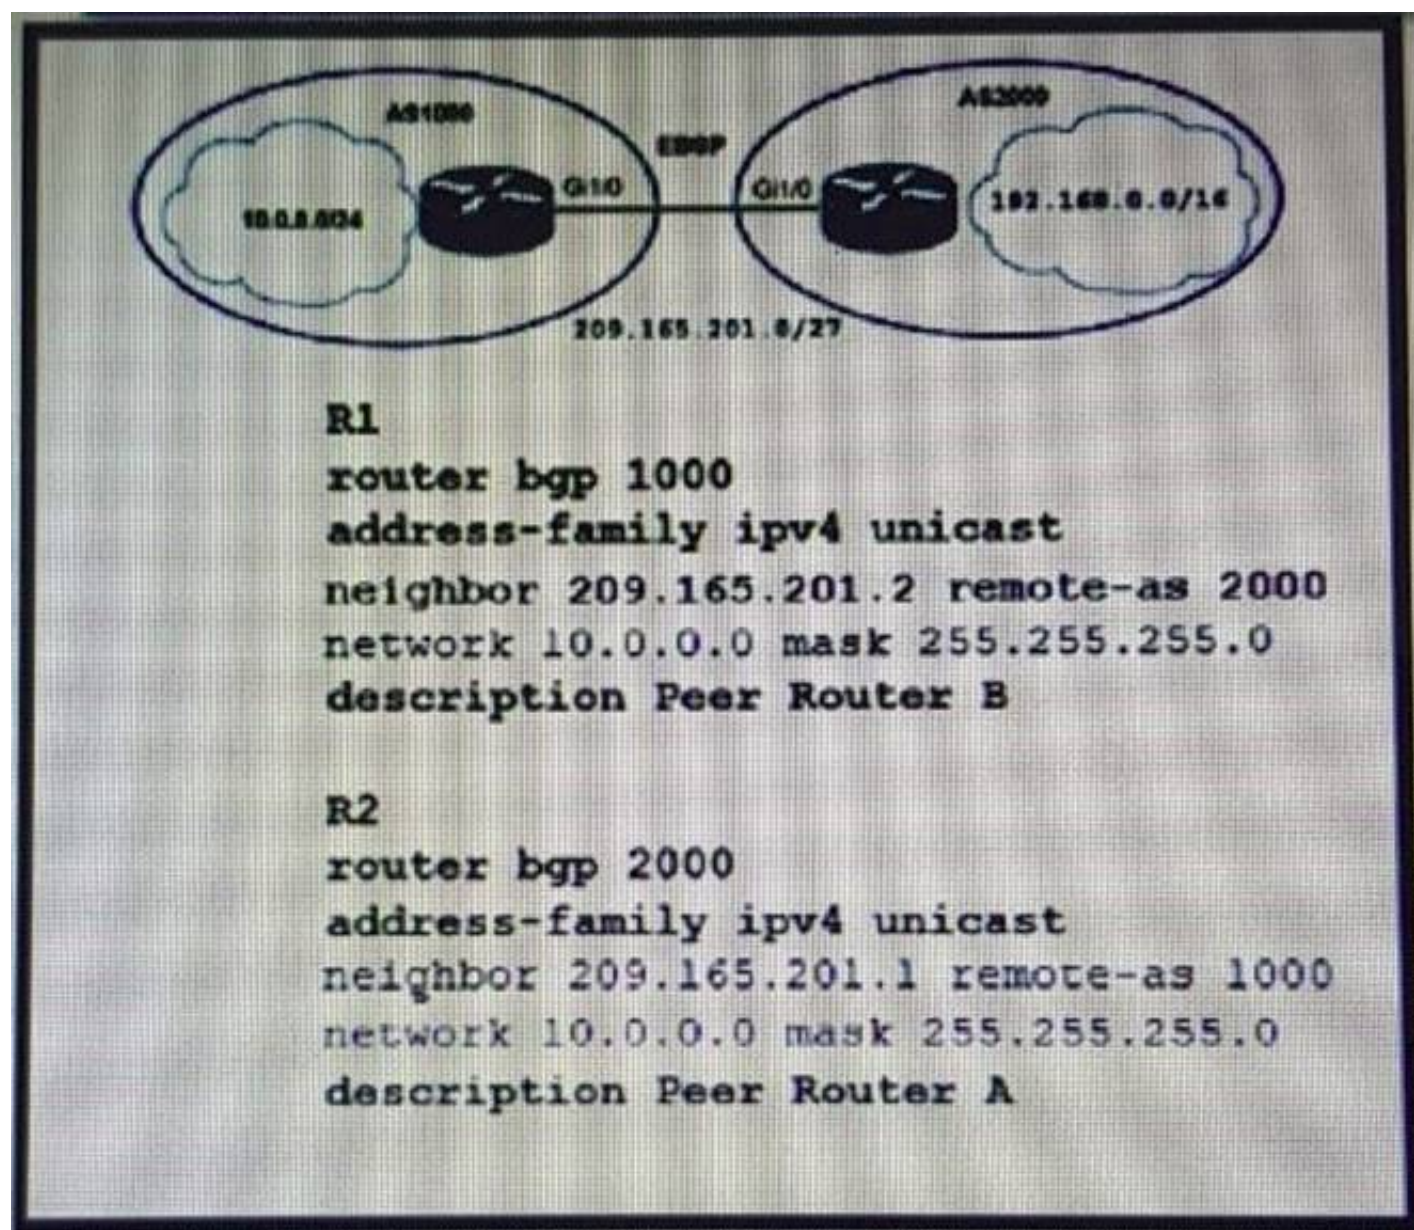 AS1000
AS2000
EBGP
Gi1/0
Gi1/0
192.168.0.0/16
209.165.201.0/27
R1
router bgp 1000
address-family ipv4 unicast
neighbor 209.165.201.2 remote-as 2000
network 10.0.0.0 mask 255.255.255.0
description Peer Router B
R2
router bgp 2000
address-family ipv4 unicast
neighbor 209.165.201.1 remote-as 1000
network 10.0.0.0 mask 255.255.255.0
description Peer Router A